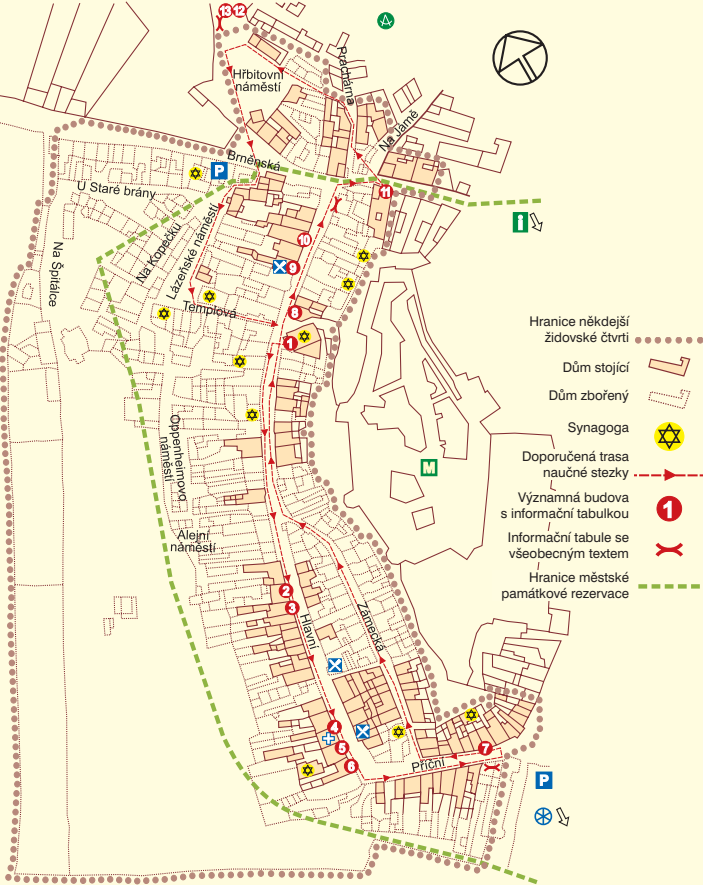 13 12
Hřbitovní
náměstí
Prachárna
Na Jámě
Brněnská
P
U Staré brány
Na Kopečku
Lázeňské náměstí
Na Špitálce
Templová
11
10
9
8
1
i
M
Oppenheimovo
náměstí
Alejní
náměstí
2
3
Hlavní
Zámecká
4
5
6
7
Příční
P
Hranice někdejší
židovské čtvrti
Dům stojící
Dům zbořený
Synagoga
Doporučená trasa
naučné stezky
Významná budova
s informační tabulkou
1
Informační tabule se
všeobecným textem
Hranice městské
památkové rezervace